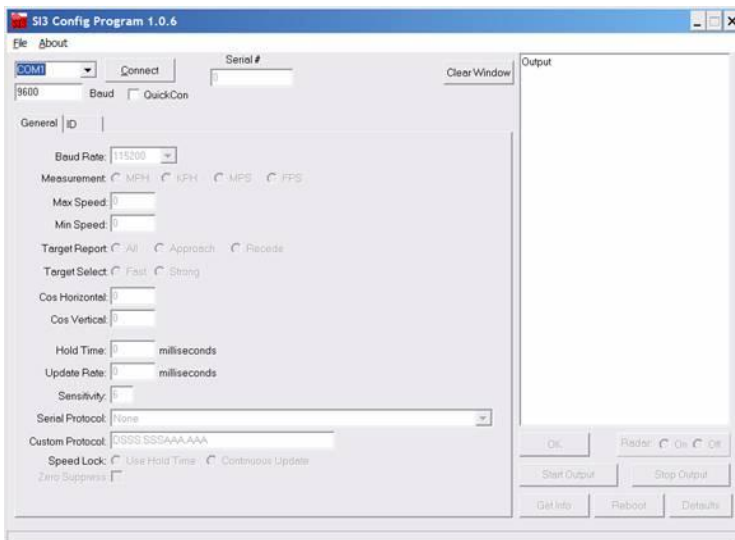 SI3 Config Program 1.0.6
File About
COM1 Connect Serial # Clear Window
9600 Baud QuickCon 0
General ID
Baud Rate: 115200
Measurement: MPH KPH MPS FPS
Max Speed: 0
Min Speed: 0
Target Report: All Approach Recede
Target Select: Fast Strong
Cos Horizontal: 0
Cos Vertical: 0
Hold Time: 0 milliseconds
Update Rate: 0 milliseconds
Sensitivity: 6
Serial Protocol: None
Custom Protocol: DSSS.SSSAAA.AAA
Speed Lock: Use Hold Time Continuous Update
Zero Suppress:
Output
OK Radar: On Off
Start Output Stop Output
Get Info Reboot Defaults